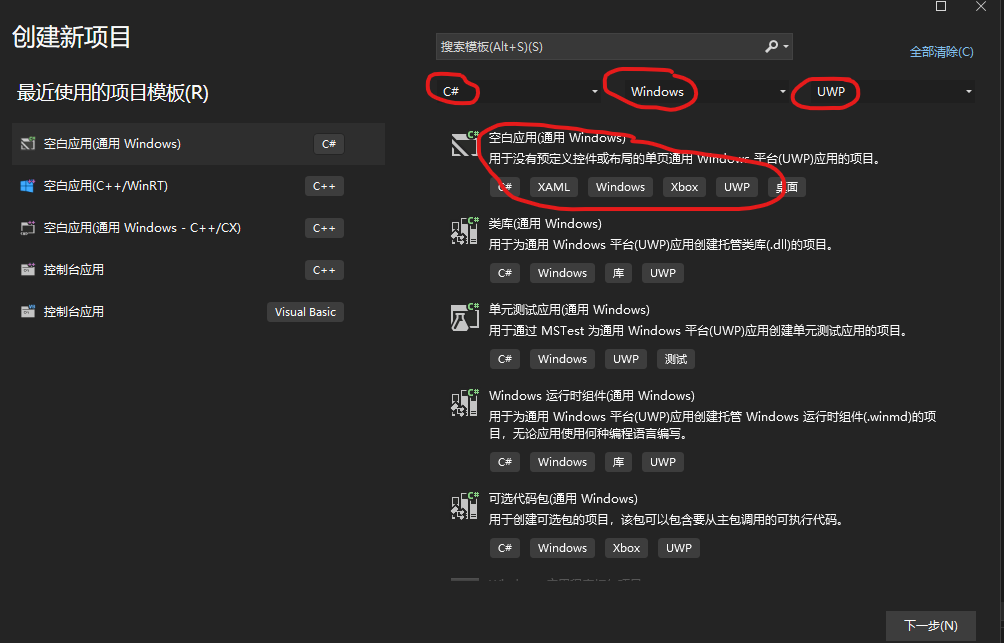 创建新项目
最近使用的项目模板(R)
空白应用(通用 Windows)
C#
空白应用(C++/WinRT)
C++
空白应用(通用 Windows - C++/CX)
C++
控制台应用
C++
控制台应用
Visual Basic
搜索模板(Alt+S)(S)
全部清除(C)
C# Windows UWP
空白应用(通用 Windows)
用于没有预定义控件或布局的单页通用 Windows 平台(UWP)应用的项目。
C# XAML Windows Xbox UWP 桌面
类库(通用 Windows)
用于为通用 Windows 平台(UWP)应用创建托管类库(.dll)的项目。
C# Windows 库 UWP
单元测试应用(通用 Windows)
用于通过 MSTest 为通用 Windows 平台(UWP)应用创建单元测试应用的项目。
C# Windows UWP 测试
Windows 运行时组件(通用 Windows)
用于为通用 Windows 平台(UWP)应用创建托管 Windows 运行时组件(.winmd)的项
目，无论应用使用何种编程语言编写。
C# Windows 库 UWP
可选代码包(通用 Windows)
用于创建可选包的项目，该包可以包含要从主包调用的可执行代码。
C# Windows Xbox UWP
下一步(N)